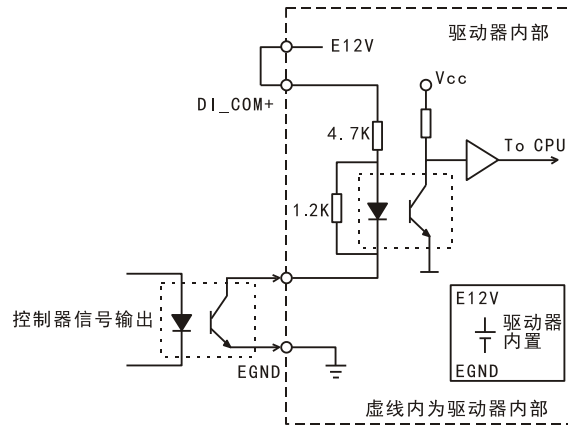 驱动器内部
E12V
DI_COM+
Vcc
4.7K
To CPU
1.2K
控制器信号输出
EGND
E12V
驱动器
内置
EGND
虚线内为驱动器内部